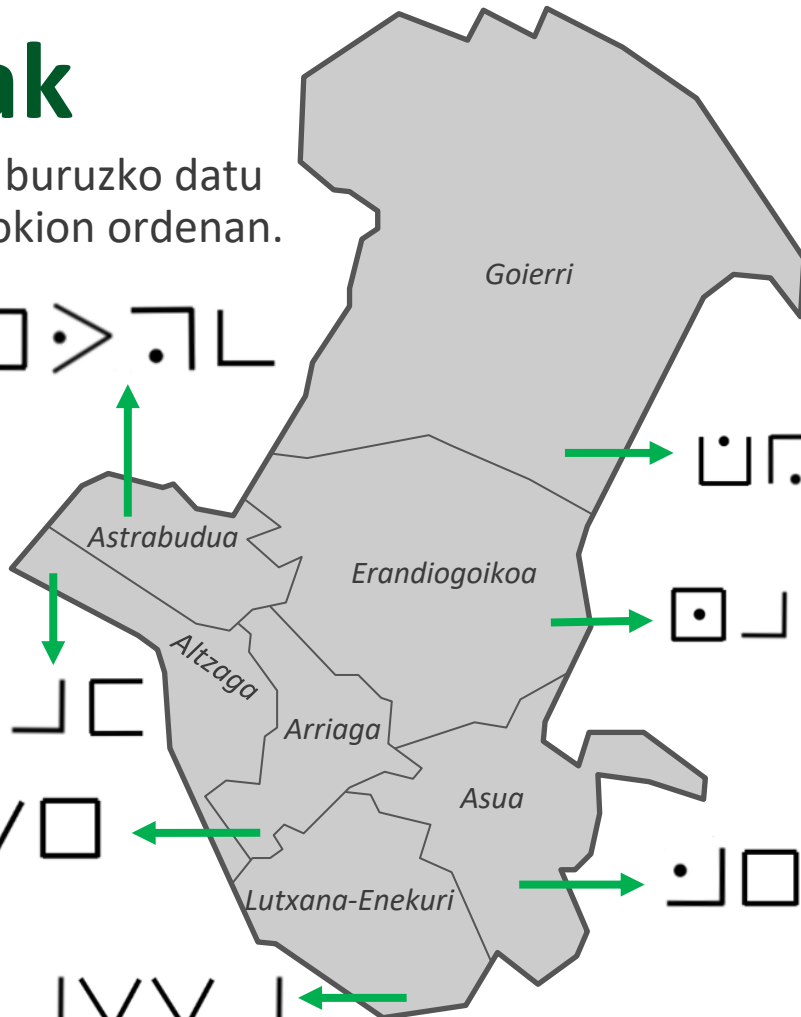 ak
buruzko datu
okion ordenan.
Goierri
Astrabudua
Erandiogoikoa
Altzaga
Arriaga
Asua
Lutxana-Enekuri